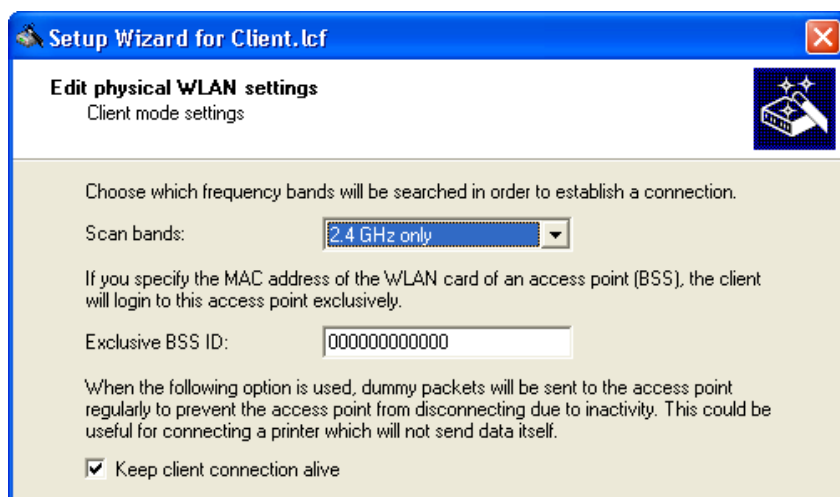 Setup Wizard for Client.lcf
Edit physical WLAN settings
Client mode settings
Choose which frequency bands will be searched in order to establish a connection.
Scan bands:
2.4 GHz only
If you specify the MAC address of the WLAN card of an access point (BSS), the client
will login to this access point exclusively.
Exclusive BSS ID:
000000000000
When the following option is used, dummy packets will be sent to the access point
regularly to prevent the access point from disconnecting due to inactivity. This could be
useful for connecting a printer which will not send data itself.
Keep client connection alive